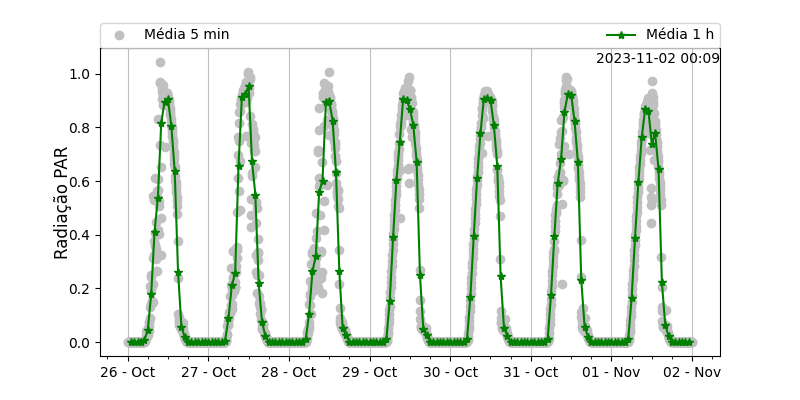 Média 5 min
Média 1 h
2023-11-02 00:09
Radiação PAR
1.0
0.8
0.6
0.4
0.2
0.0
26 - Oct 27 - Oct 28 - Oct 29 - Oct 30 - Oct 31 - Oct 01 - Nov 02 - Nov